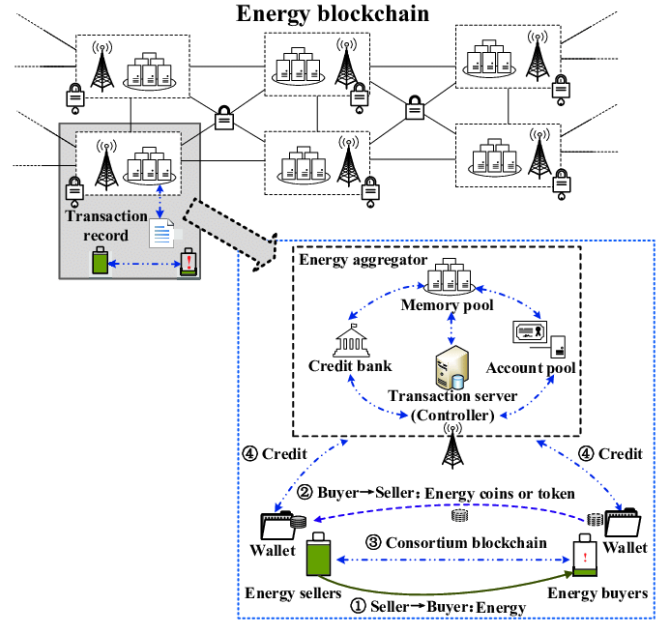 Energy blockchain
Transaction
record
Energy aggregator
Memory pool
Credit bank
Account pool
Transaction server
(Controller)
④ Credit
④ Credit
② Buyer→Seller：Energy coins or token
Wallet
Wallet
③ Consortium blockchain
Energy sellers
Energy buyers
① Seller→Buyer:Energy